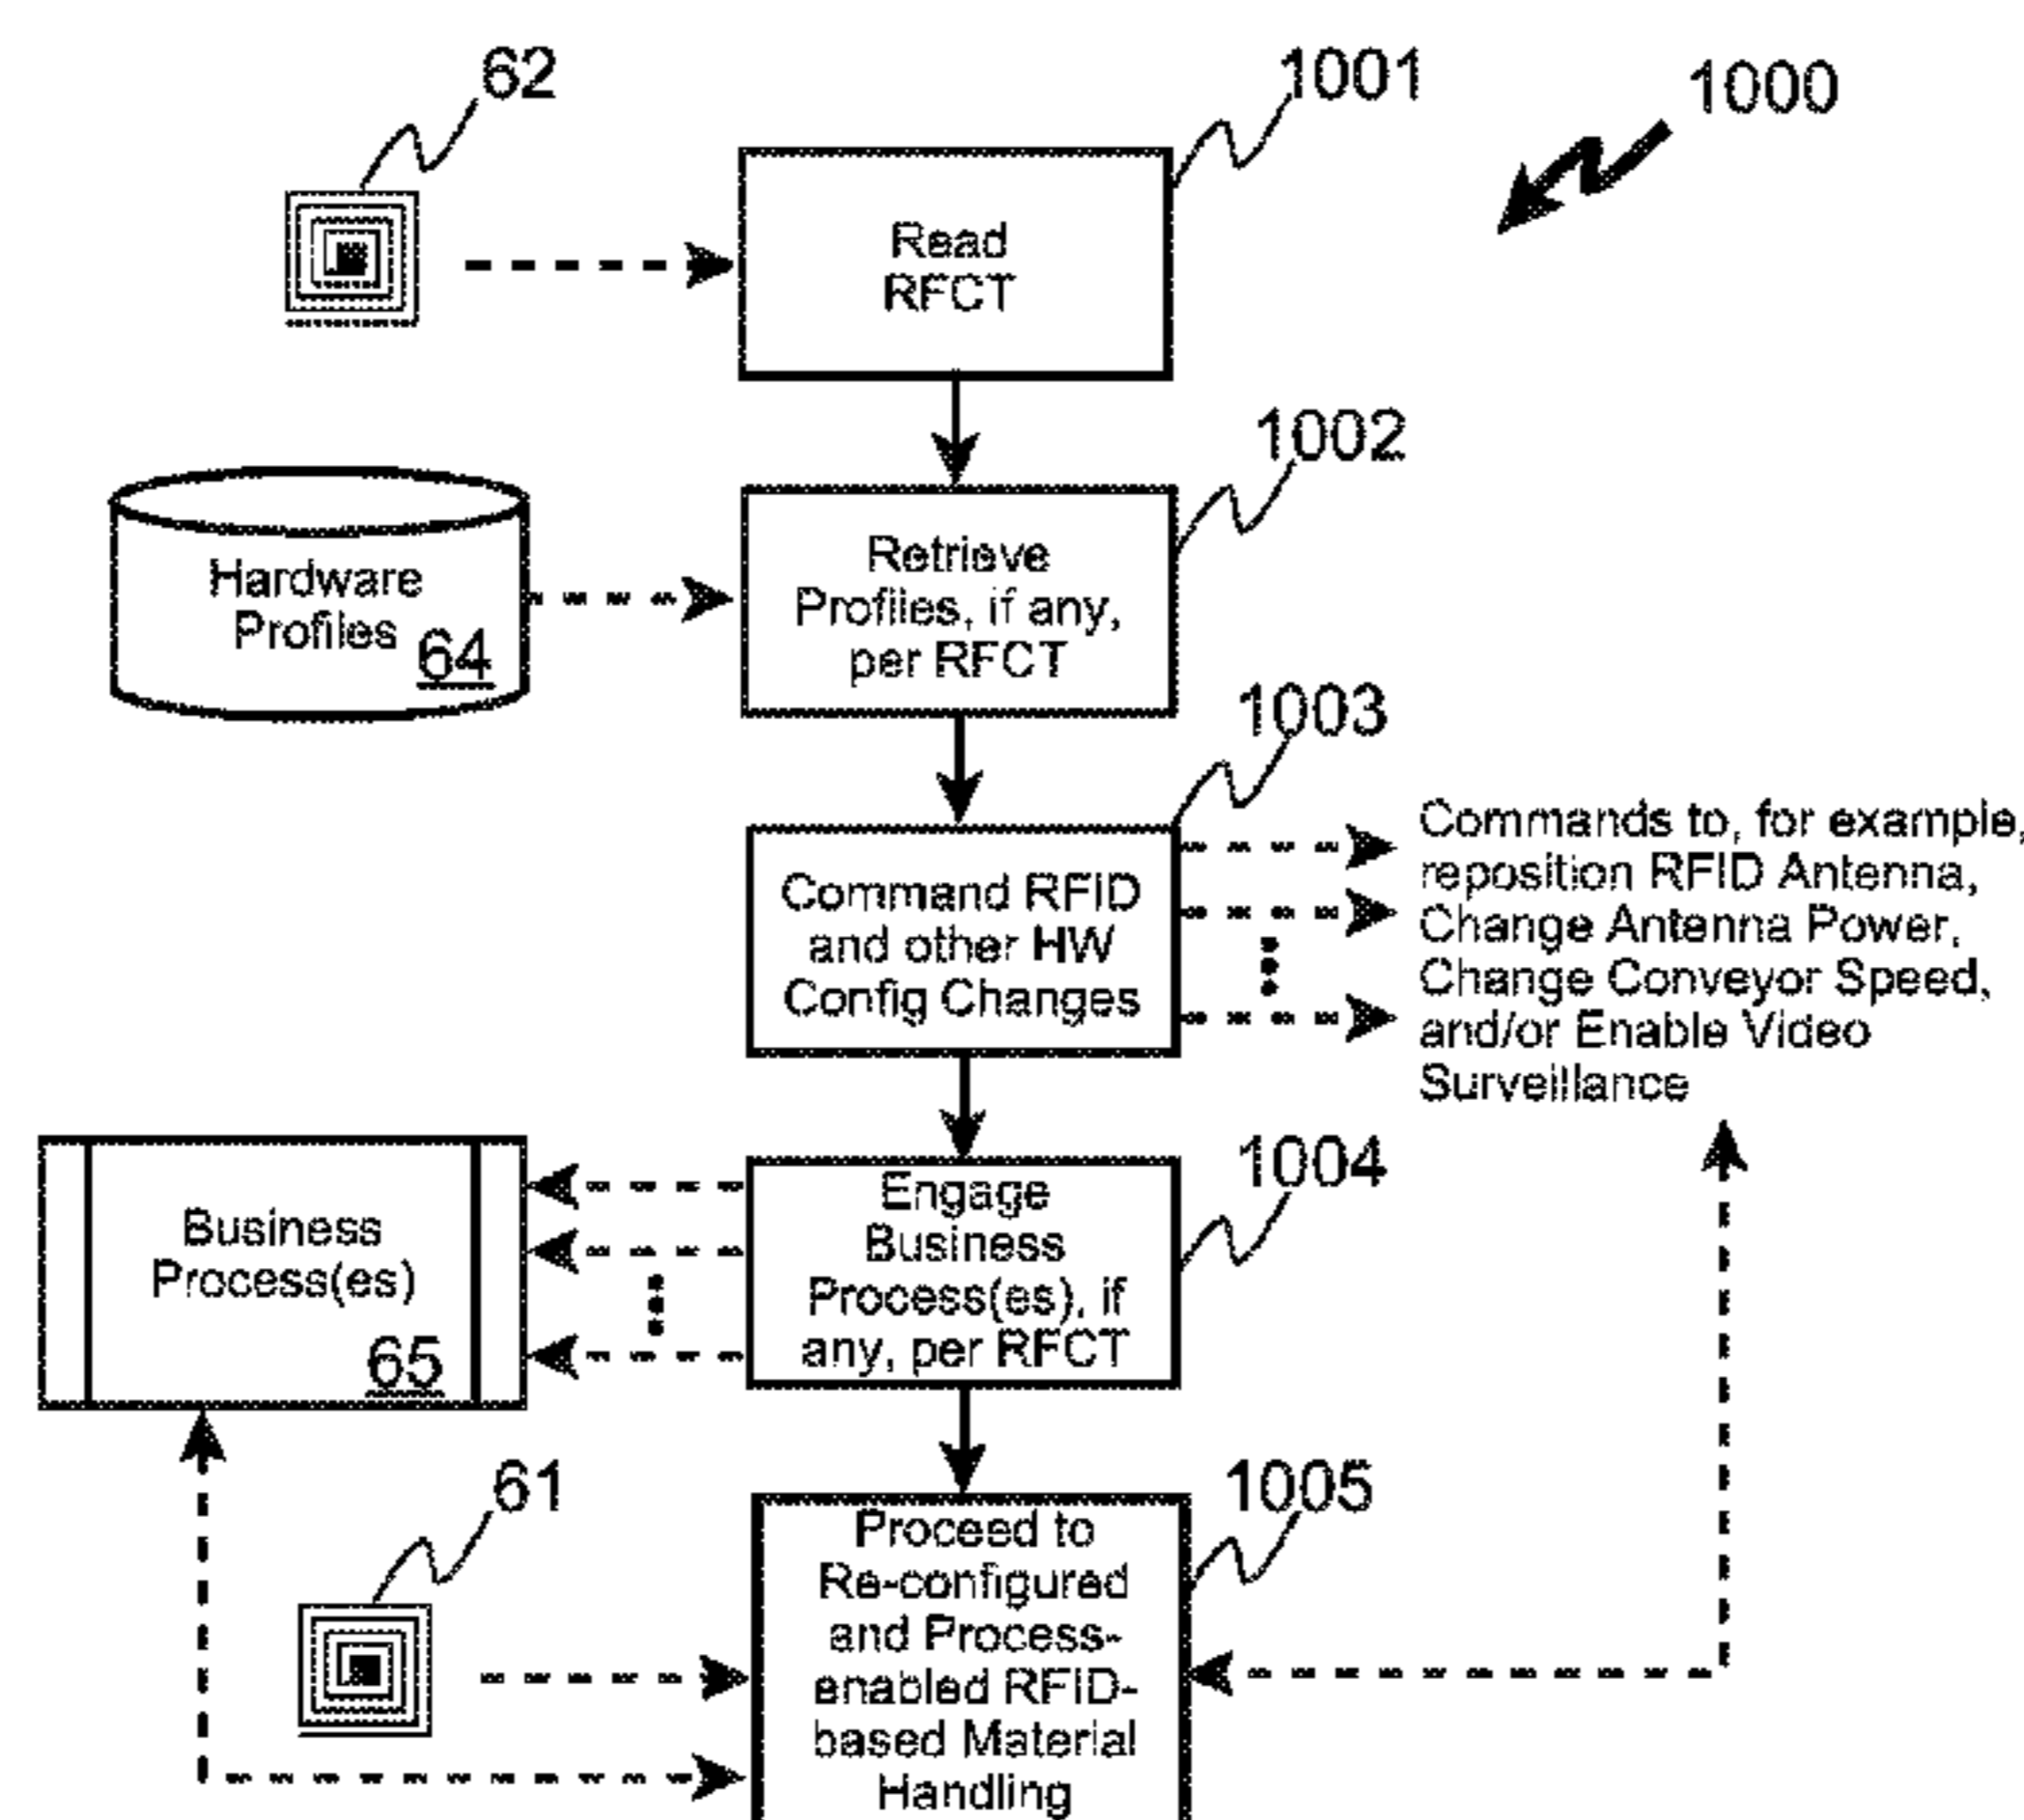 62
1001
1000
Read
RFCT
1002
Hardware
Profiles
64
Retrieve
Profiles, if any,
per RFCT
1003
Command RFID
and other HW
Config Changes
Commands to, for example,
reposition RFID Antenna,
Change Antenna Power,
Change Conveyor Speed,
and/or Enable Video
Surveillance
1004
Business
Process(es)
65
Engage
Business
Process(es), if
any, per RFCT
61
1005
Proceed to
Re-configured
and Process-
enabled RFID-
based Material
Handling